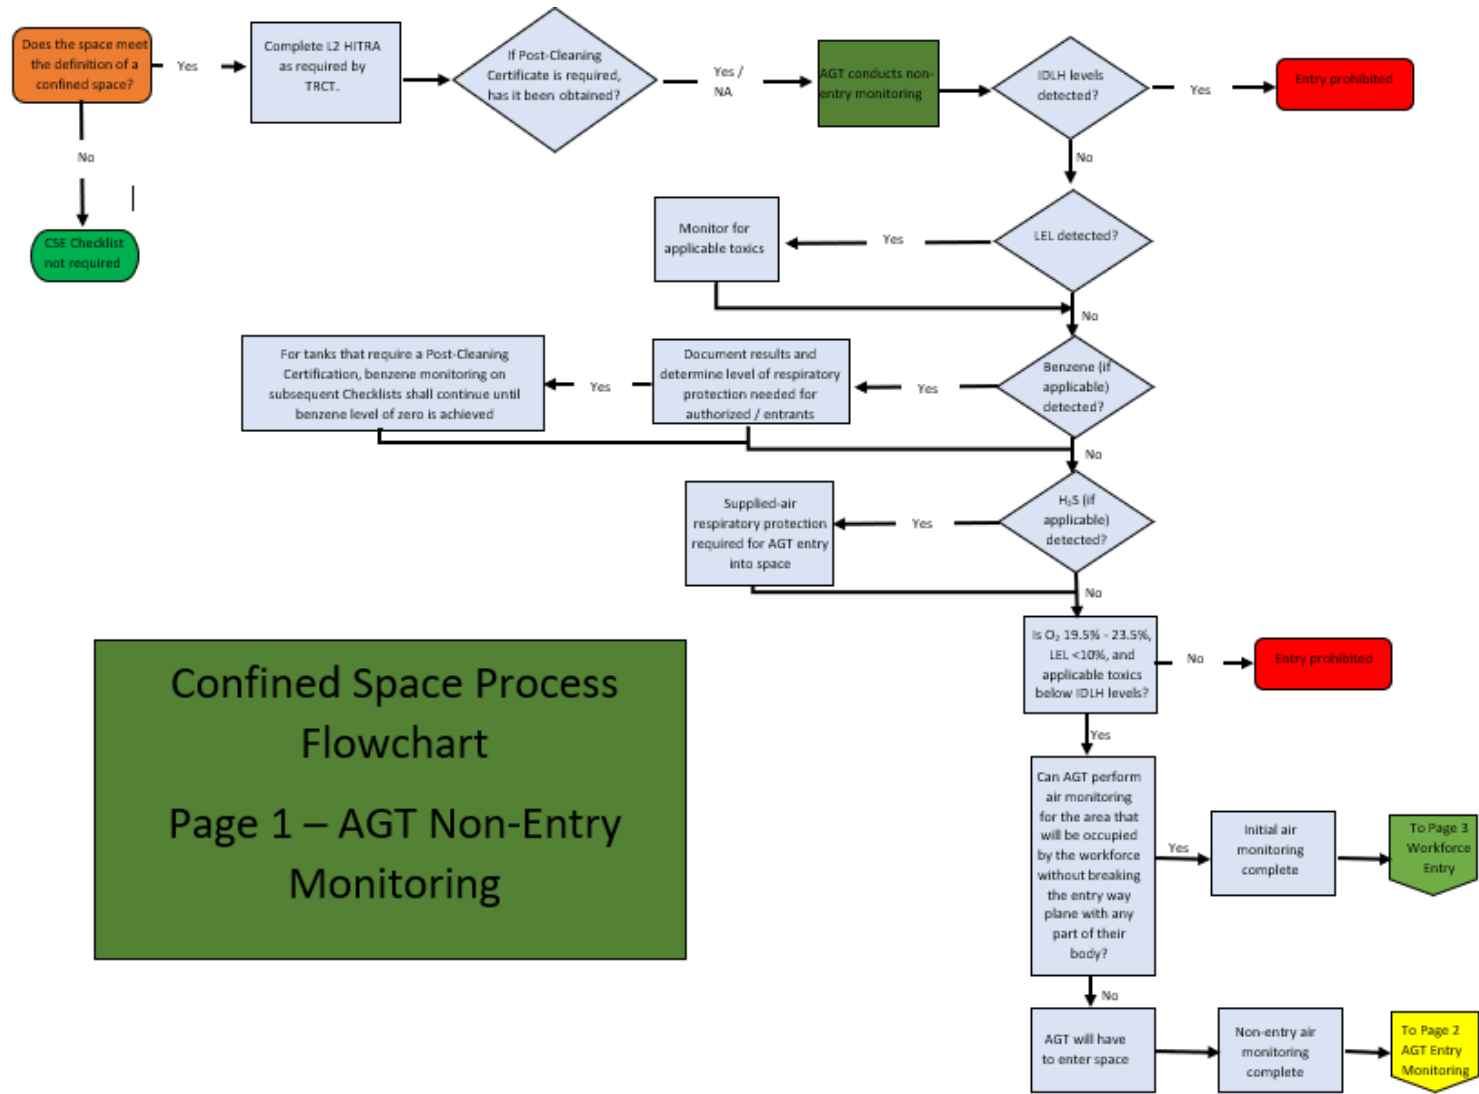 Does the space meet
the definition of a
confined space?
Yes
Complete L2 HITRA
as required by
TRCT.
If Post-Cleaning
Certificate is required,
has it been obtained?
Yes /
NA
AGT conducts non-
entry monitoring
IDLH levels
detected?
Yes
Entry prohibited
No
CSE Checklist
not required
No
LEL detected?
Yes
Monitor for
applicable toxics
No
Benzene (if
applicable)
detected?
Yes
Document results and
determine level of respiratory
protection needed for
authorized / entrants
Yes
For tanks that require a Post-Cleaning
Certification, benzene monitoring on
subsequent Checklists shall continue until
benzene level of zero is achieved
No
H₂S (if
applicable)
detected?
Yes
Supplied-air
respiratory protection
required for AGT entry
into space
No
Is O₂ 19.5% - 23.5%,
LEL <10%, and
applicable toxics
below IDLH levels?
No
Entry prohibited
Yes
Can AGT perform
air monitoring
for the area that
will be occupied
by the workforce
without breaking
the entry way
plane with any
part of their
body?
Yes
Initial air
monitoring
complete
To Page 3
Workforce
Entry
No
AGT will have
to enter space
Non-entry air
monitoring
complete
To Page 2
AGT Entry
Monitoring
Confined Space Process
Flowchart
Page 1 – AGT Non-Entry
Monitoring